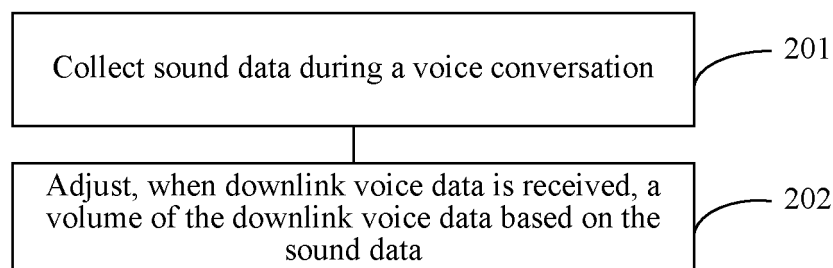 Collect sound data during a voice conversation
201
Adjust, when downlink voice data is received, a
volume of the downlink voice data based on the
sound data
202